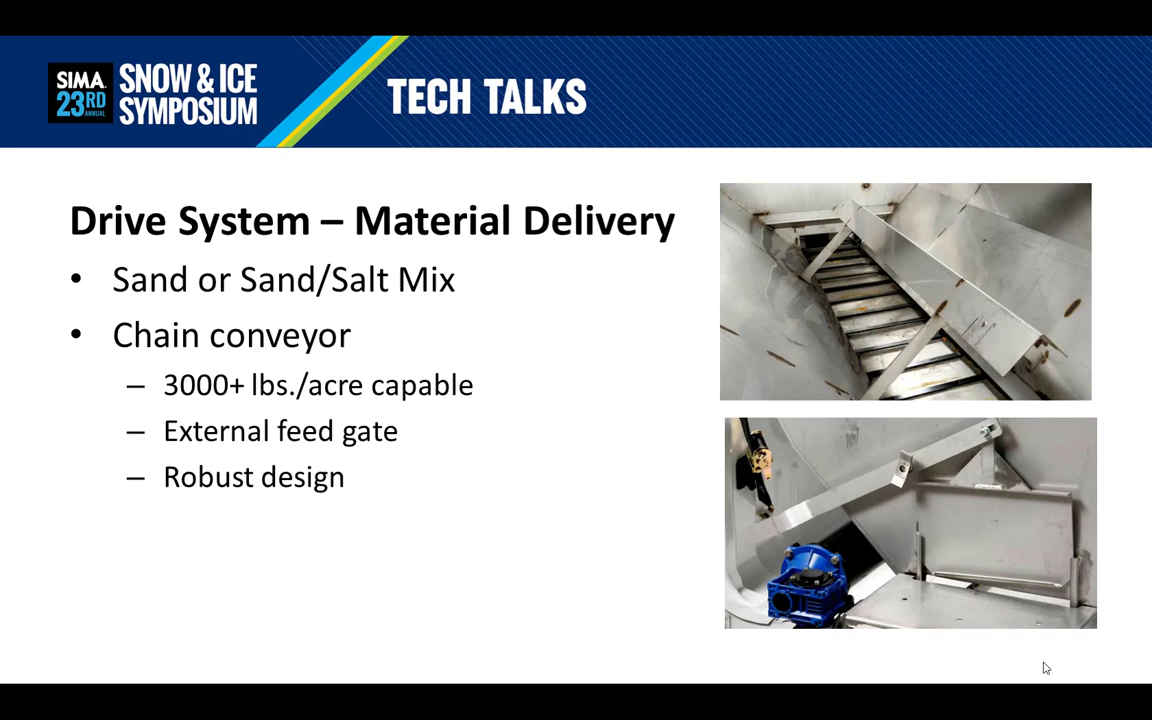 SIMA
23RD
ANNUAL
SNOW & ICE
SYMPOSIUM
TECH TALKS
Drive System – Material Delivery
• Sand or Sand/Salt Mix
• Chain conveyor
– 3000+ lbs./acre capable
– External feed gate
– Robust design